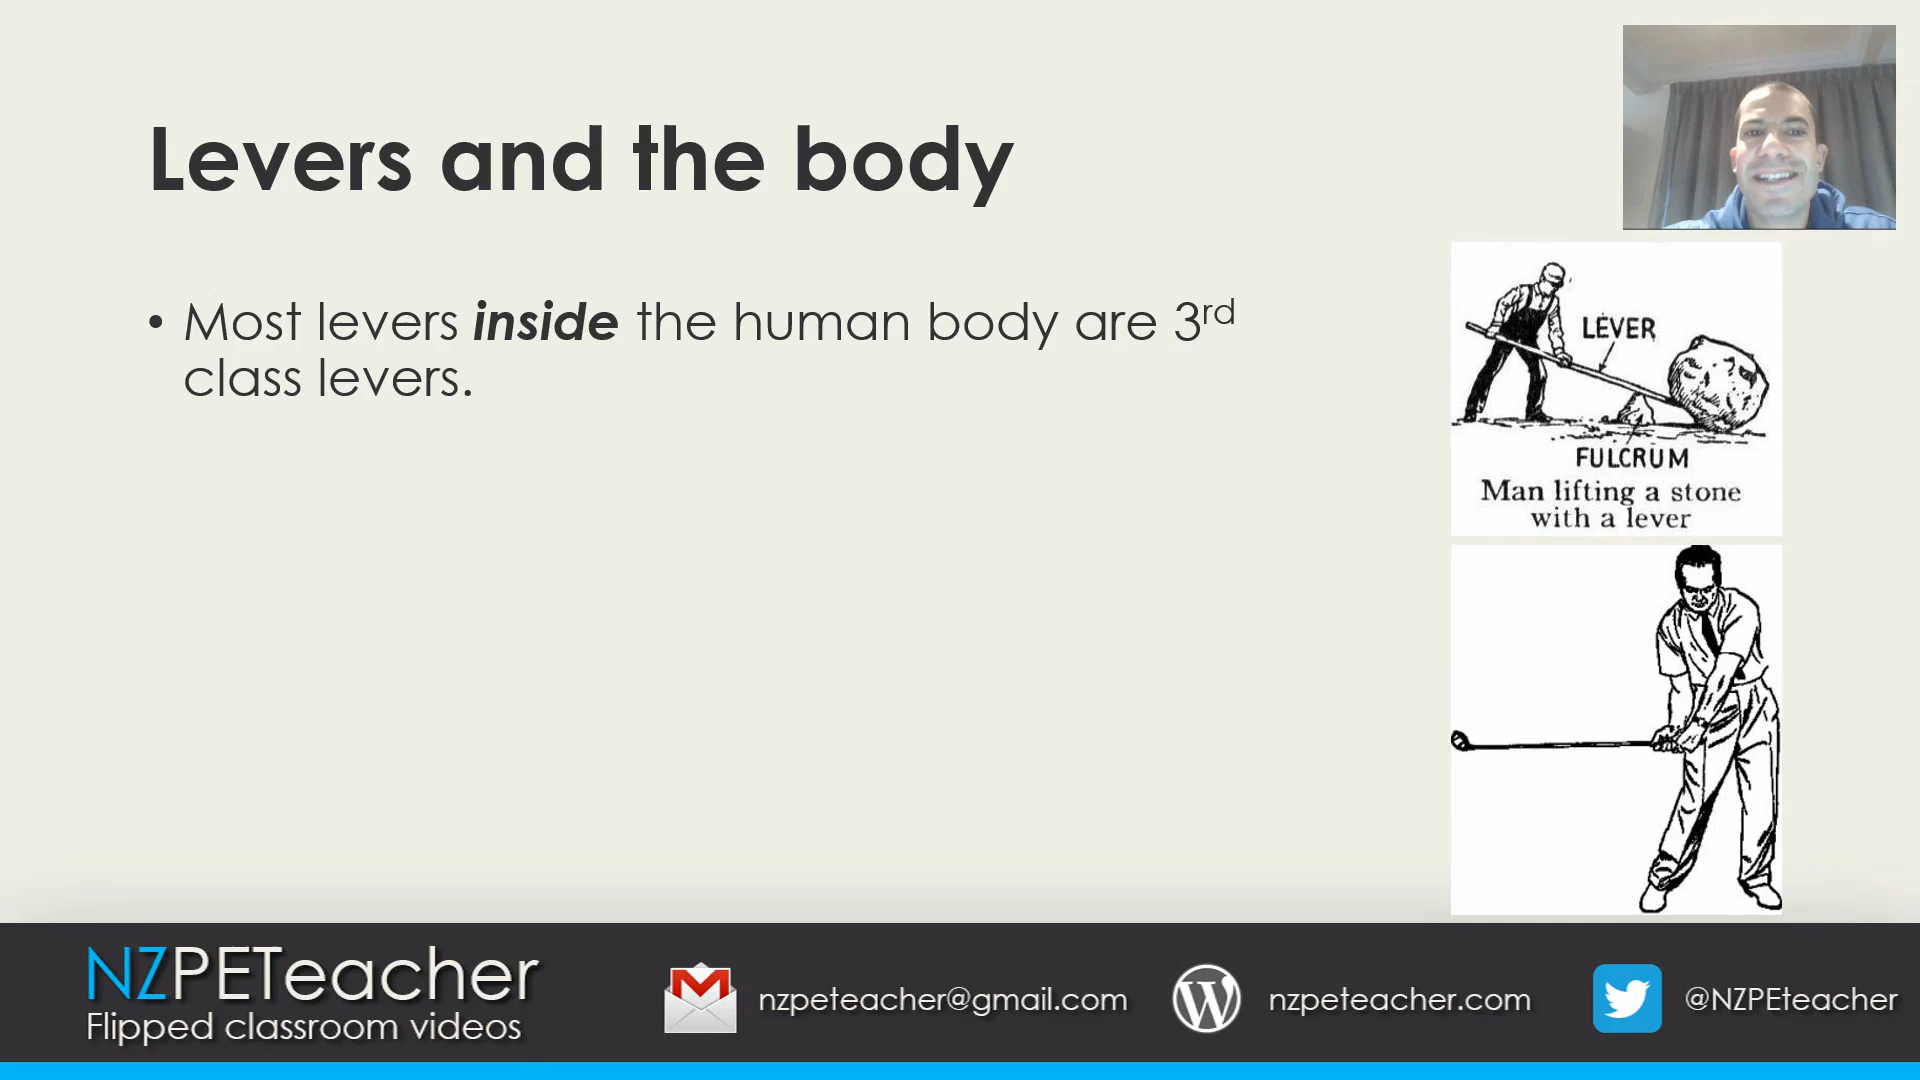 Levers and the body
• Most levers inside the human body are 3rd
class levers.
LEVER
FULCRUM
Man lifting a stone
with a lever
NZPETeacher
Flipped classroom videos
nzpeteacher@gmail.com
nzpeteacher.com
@NZPEteacher